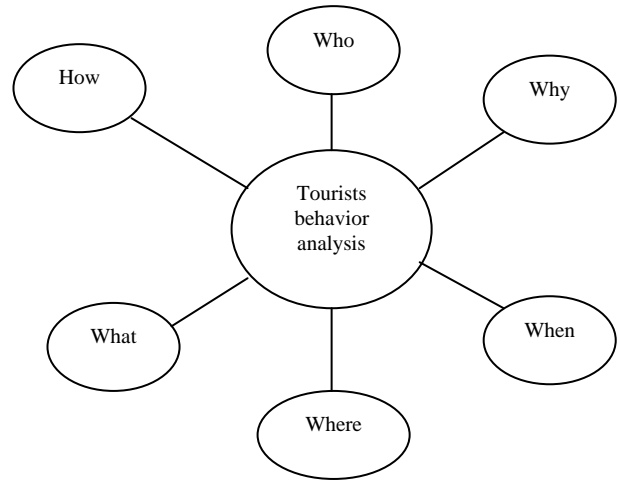 Who
How
Why
Tourists
behavior
analysis
What
When
Where